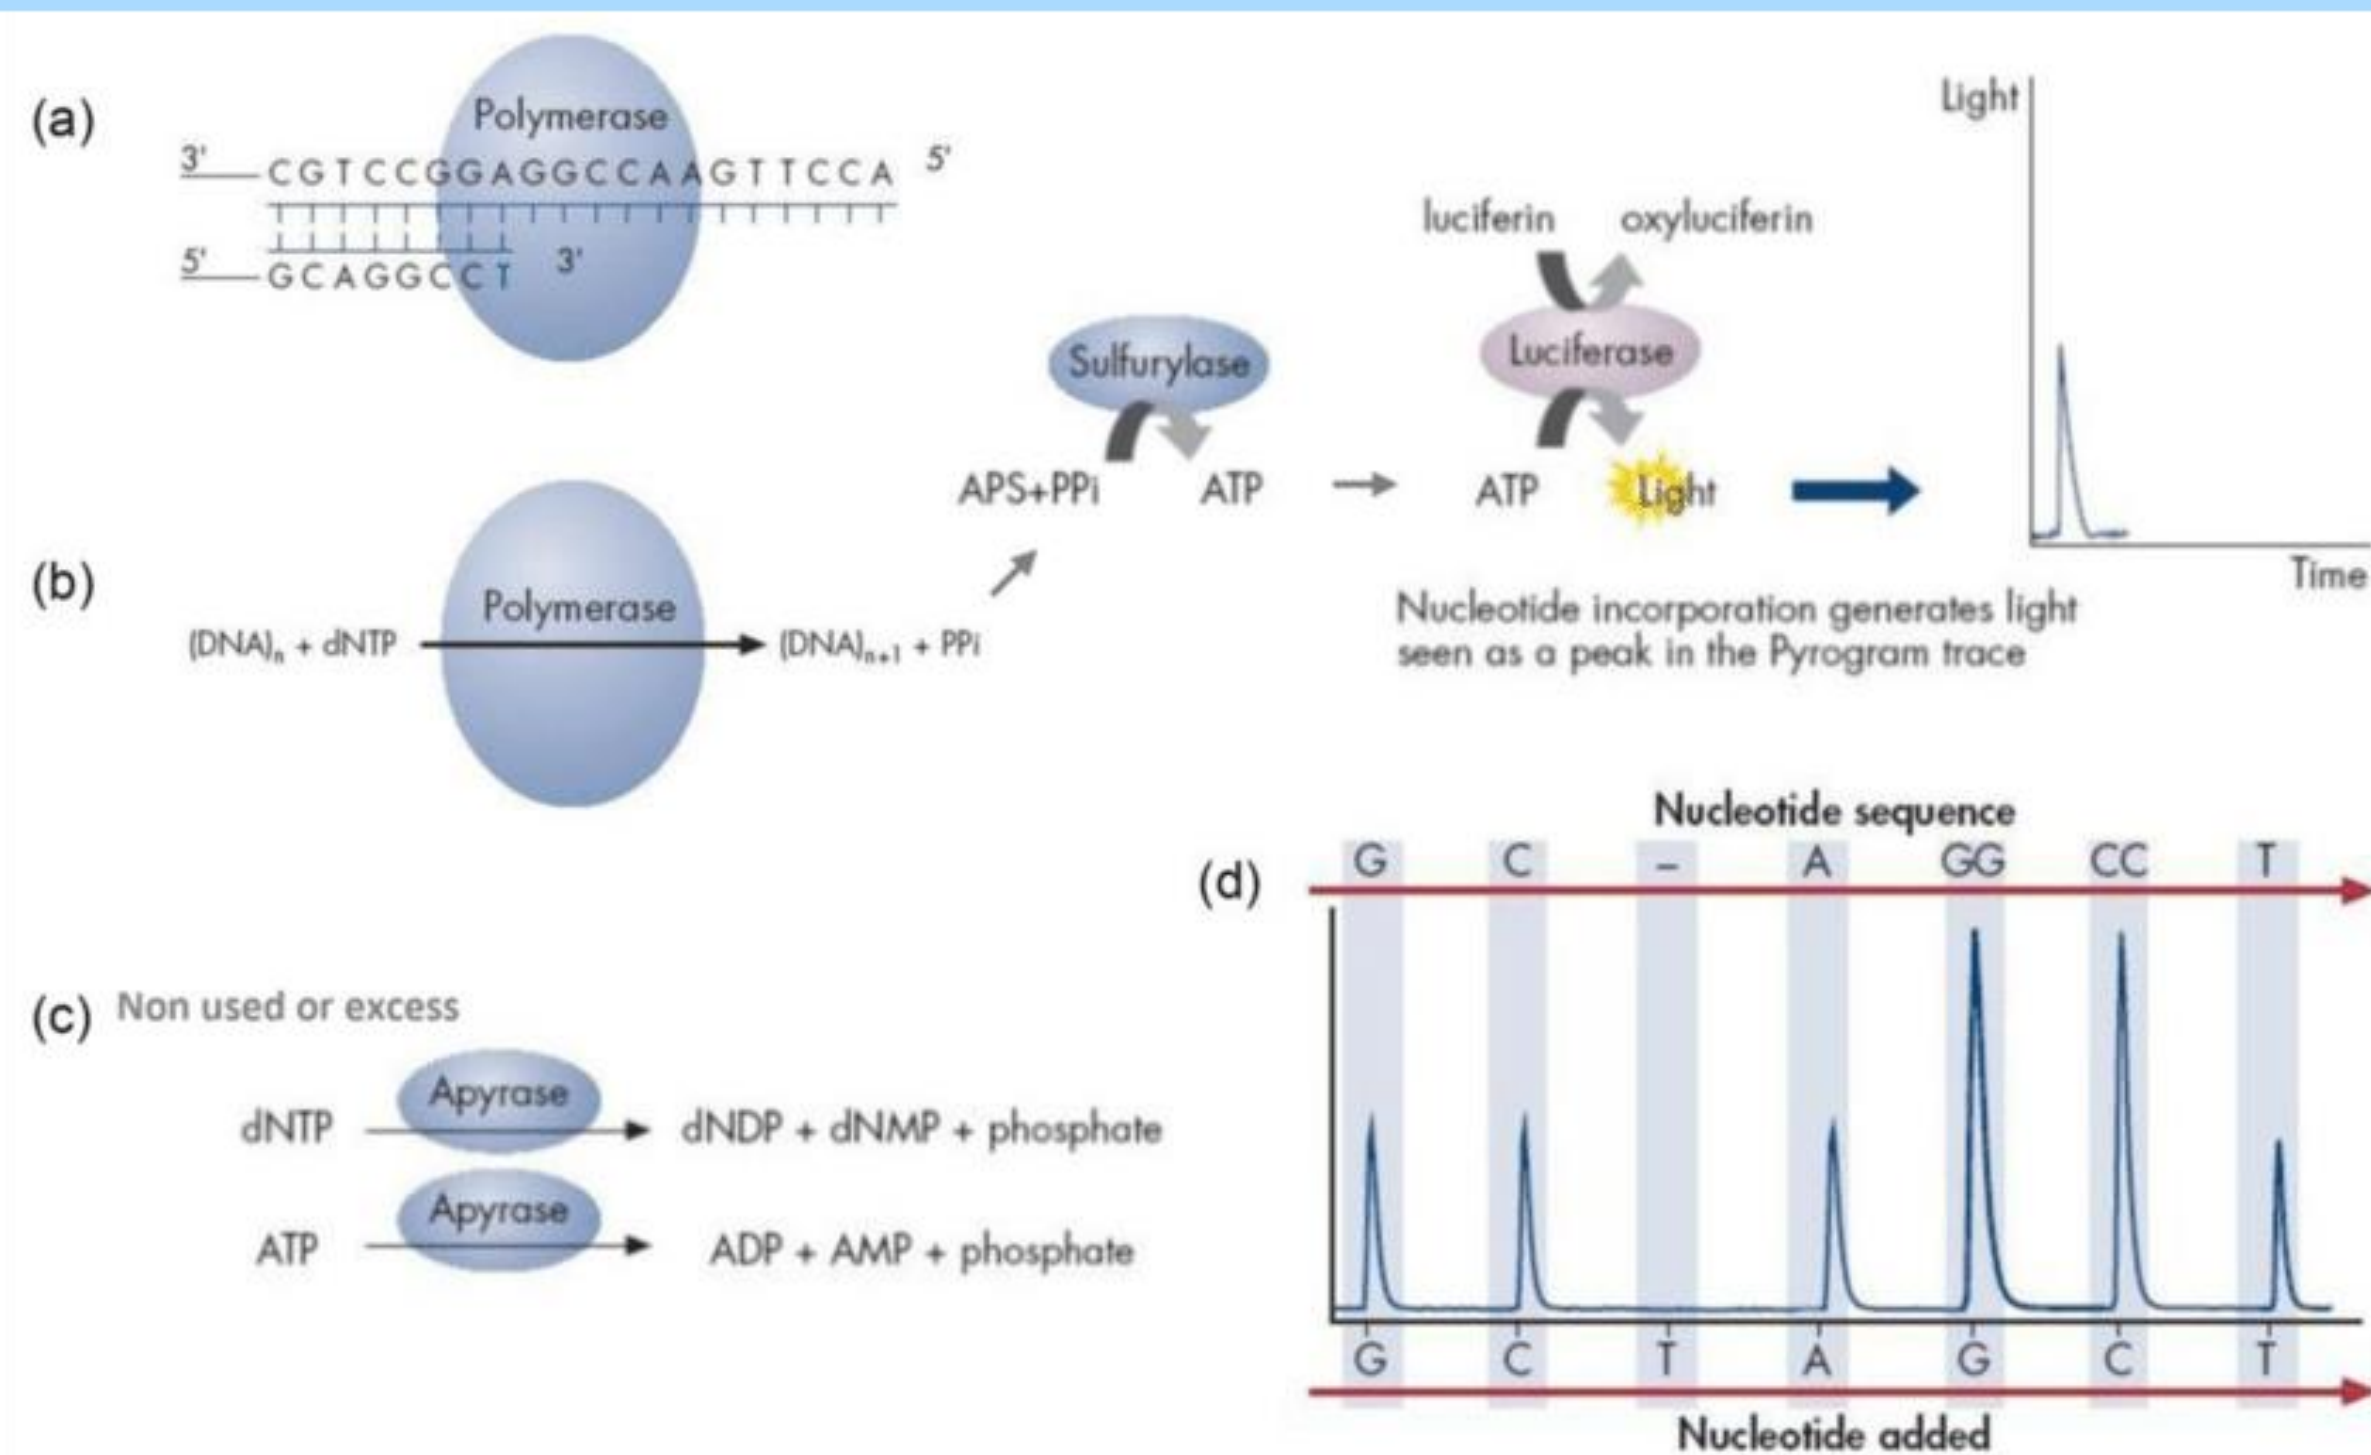 (a)
Polymerase
3' CGTCCGGAGGCCAAGTTCCA 5'
5' GCAGGCCT 3'
Light
luciferin oxyluciferin
Luciferase
Sulfurylase
APS+PPi ATP ATP Light
Time
Nucleotide incorporation generates light
seen as a peak in the Pyrogram trace
(b)
Polymerase
(DNA)n + dNTP (DNA)n+1 + PPi
(c) Non used or excess
Apyrase
dNTP dNDP + dNMP + phosphate
Apyrase
ATP ADP + AMP + phosphate
(d)
Nucleotide sequence
G C – A GG CC T
G C T A G C T
Nucleotide added